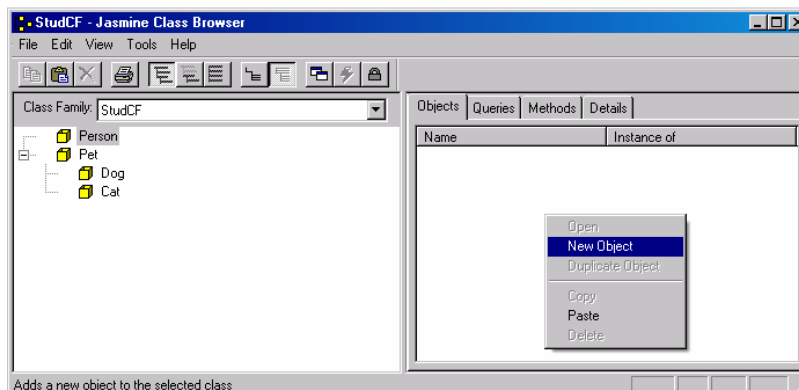 StudCF - Jasmine Class Browser
File Edit View Tools Help
Class Family: StudCF
Person
Pet
Dog
Cat
Objects Queries Methods Details
Name Instance of
Open
New Object
Duplicate Object
Copy
Paste
Delete
Adds a new object to the selected class